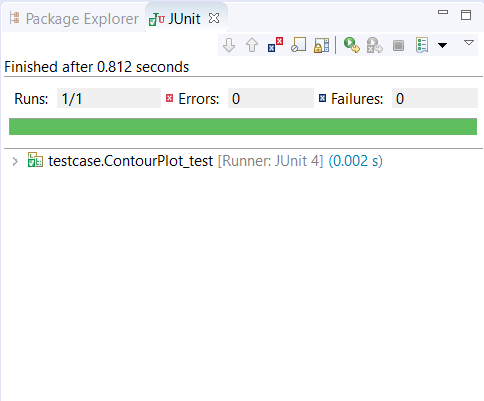 Package Explorer JUnit
Finished after 0.812 seconds
Runs: 1/1 Errors: 0 Failures: 0
testcase.ContourPlot_test [Runner: JUnit 4] (0.002 s)